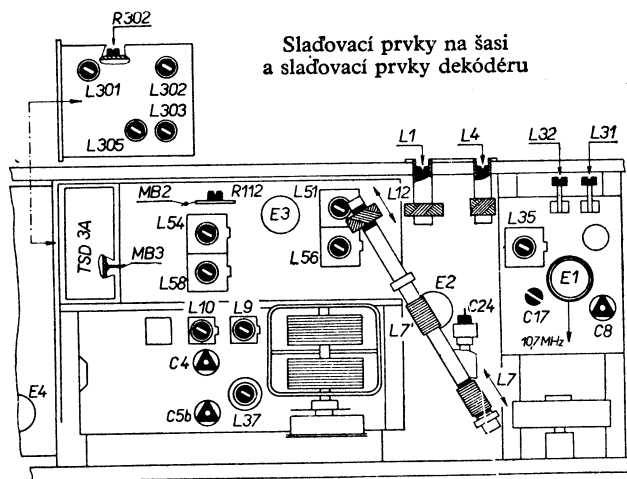 R302
Slaďovací prvky na šasi
a slaďovací prvky dekódéru
L301
L302
L303
L305
L1
L4
L32
L31
MB2
R112
L51
L12
E3
L54
L35
TSD 3A
MB3
L56
L58
E2
E1
C24
L10
L9
L7'
C17
C8
10,7 MHz
C4
L7
E4
C5b
L37